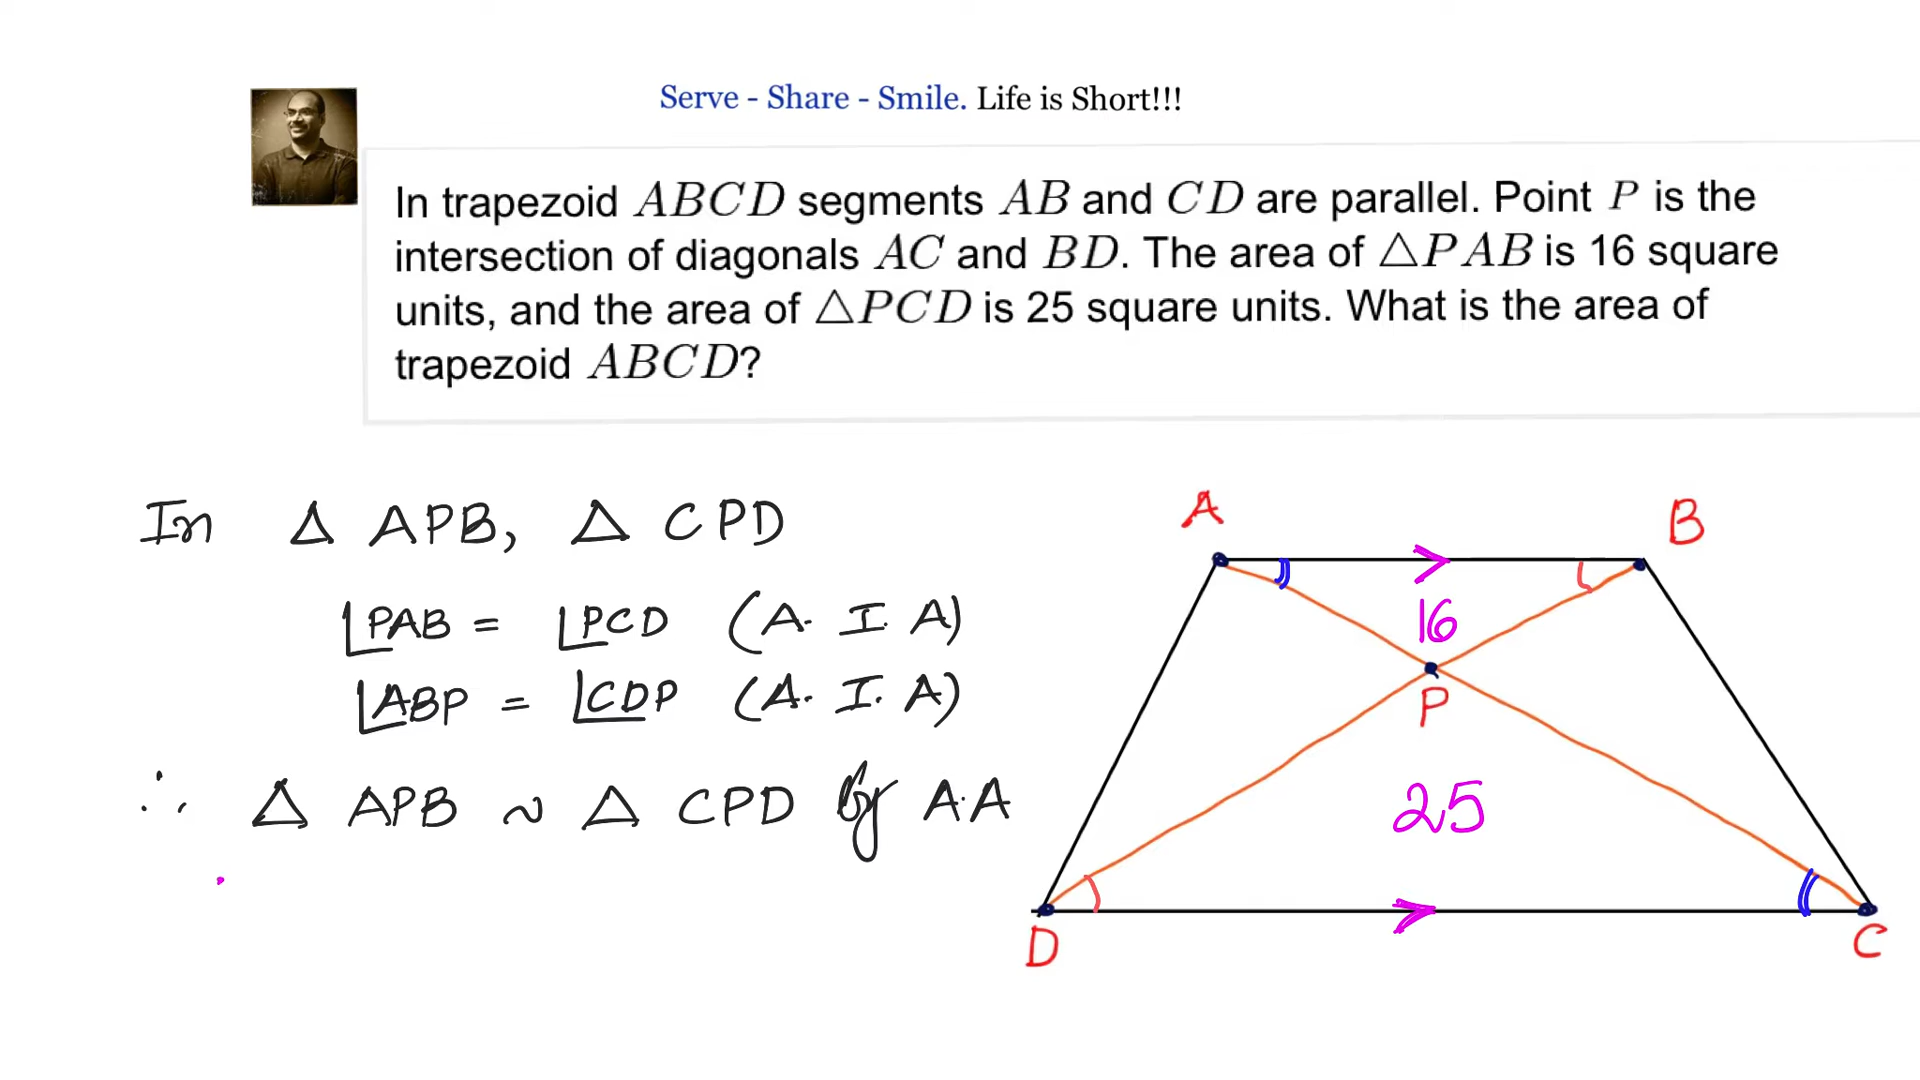 Serve - Share - Smile. Life is Short!!!
In trapezoid ABCD segments AB and CD are parallel. Point P is the
intersection of diagonals AC and BD. The area of △PAB is 16 square
units, and the area of △PCD is 25 square units. What is the area of
trapezoid ABCD?
In Δ APB, Δ CPD
∠PAB = ∠PCD (A. I. A)
∠ABP = ∠CDP (A. I. A)
∴ Δ APB ~ Δ CPD by A.A
A
B
16
P
25
D
C